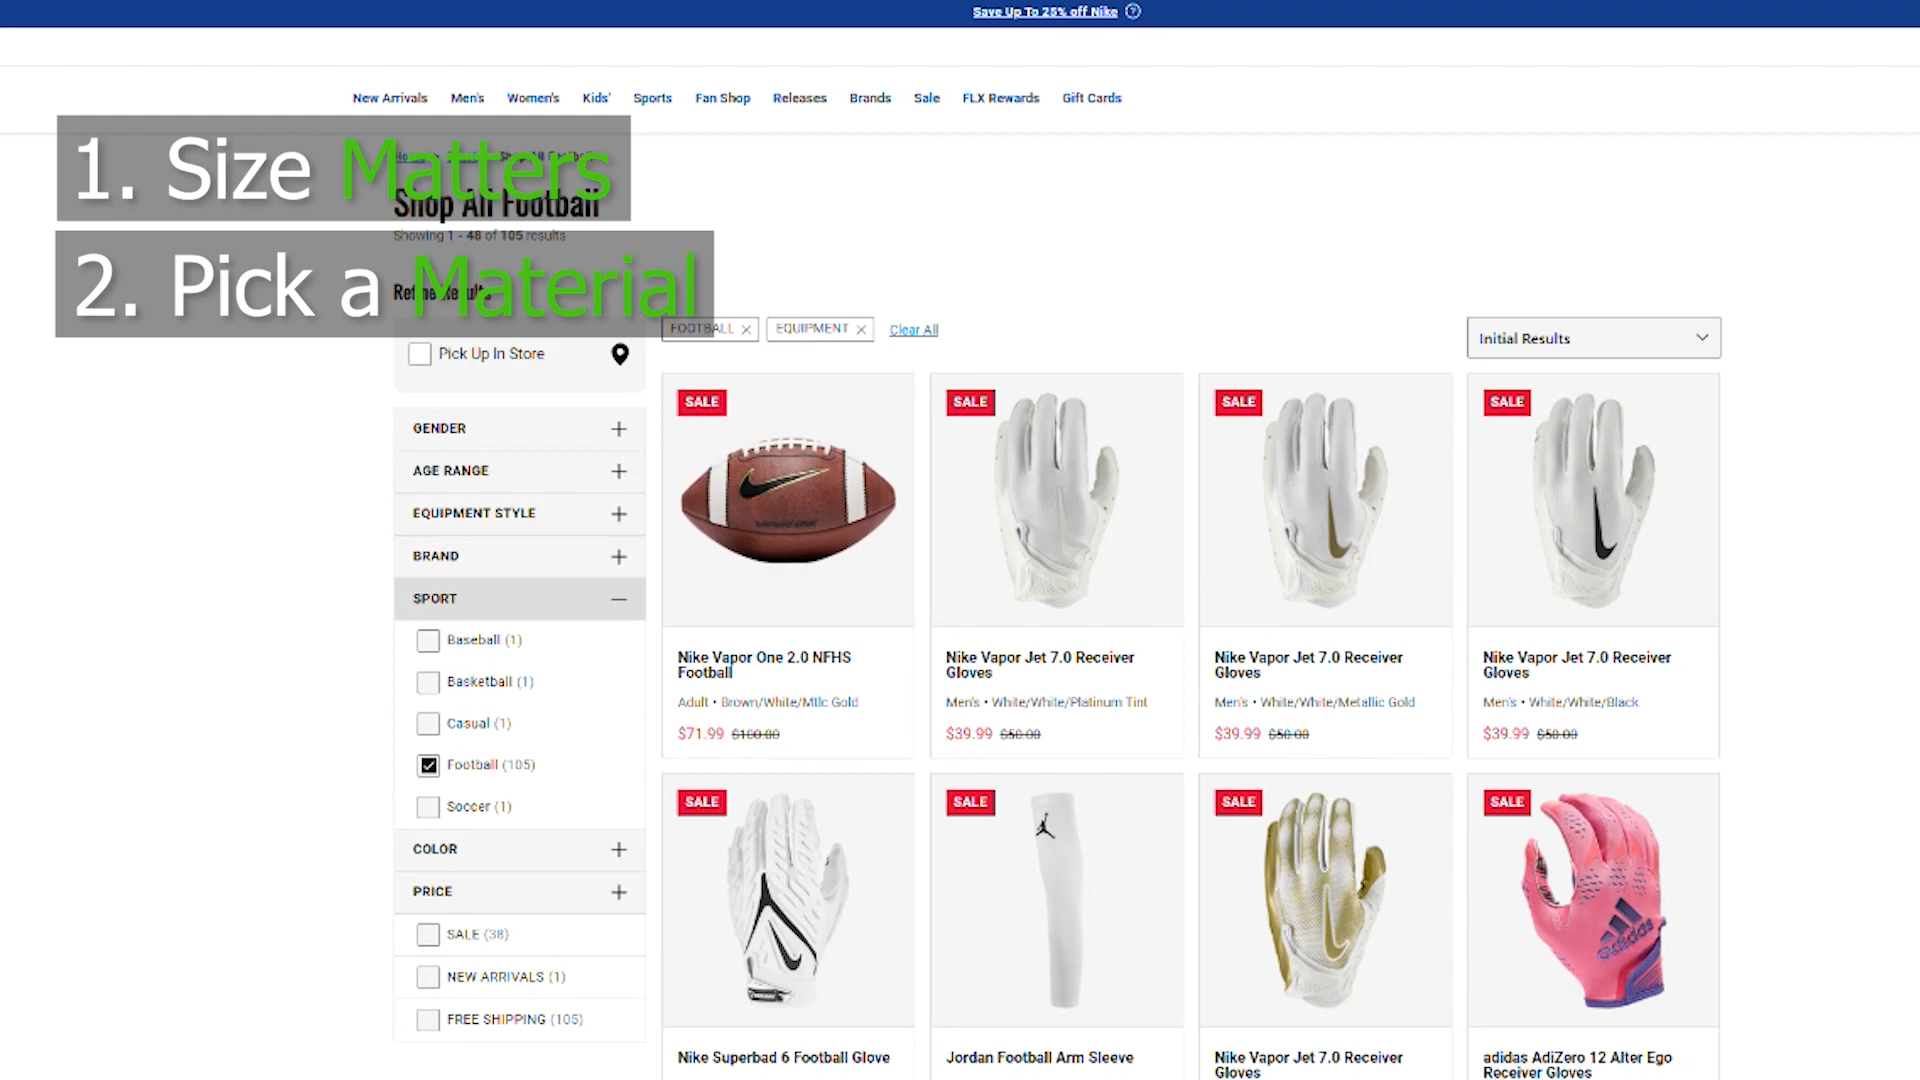 Save Up To 25% off Nike ?
New Arrivals Men's Women's Kids' Sports Fan Shop Releases Brands Sale FLX Rewards Gift Cards
1. Size Matters
Shop All Football
Showing 1 - 48 of 105 results
2. Pick a Material
Refine Results
FOOTBALL EQUIPMENT Clear All
Initial Results
Pick Up In Store
GENDER
AGE RANGE
EQUIPMENT STYLE
BRAND
SPORT
Baseball (1)
Basketball (1)
Casual (1)
Football (105)
Soccer (1)
COLOR
PRICE
SALE (38)
NEW ARRIVALS (1)
FREE SHIPPING (105)
SALE
Nike Vapor One 2.0 NFHS
Football
Adult • Brown/White/Mtlc Gold
$71.99 $100.00
SALE
Nike Vapor Jet 7.0 Receiver
Gloves
Men's • White/White/Platinum Tint
$39.99 $50.00
SALE
Nike Vapor Jet 7.0 Receiver
Gloves
Men's • White/White/Metallic Gold
$39.99 $50.00
SALE
Nike Vapor Jet 7.0 Receiver
Gloves
Men's • White/White/Black
$39.99 $50.00
SALE
Nike Superbad 6 Football Glove
SALE
Jordan Football Arm Sleeve
SALE
Nike Vapor Jet 7.0 Receiver
Gloves
SALE
adidas
adidas AdiZero 12 Alter Ego
Receiver Gloves